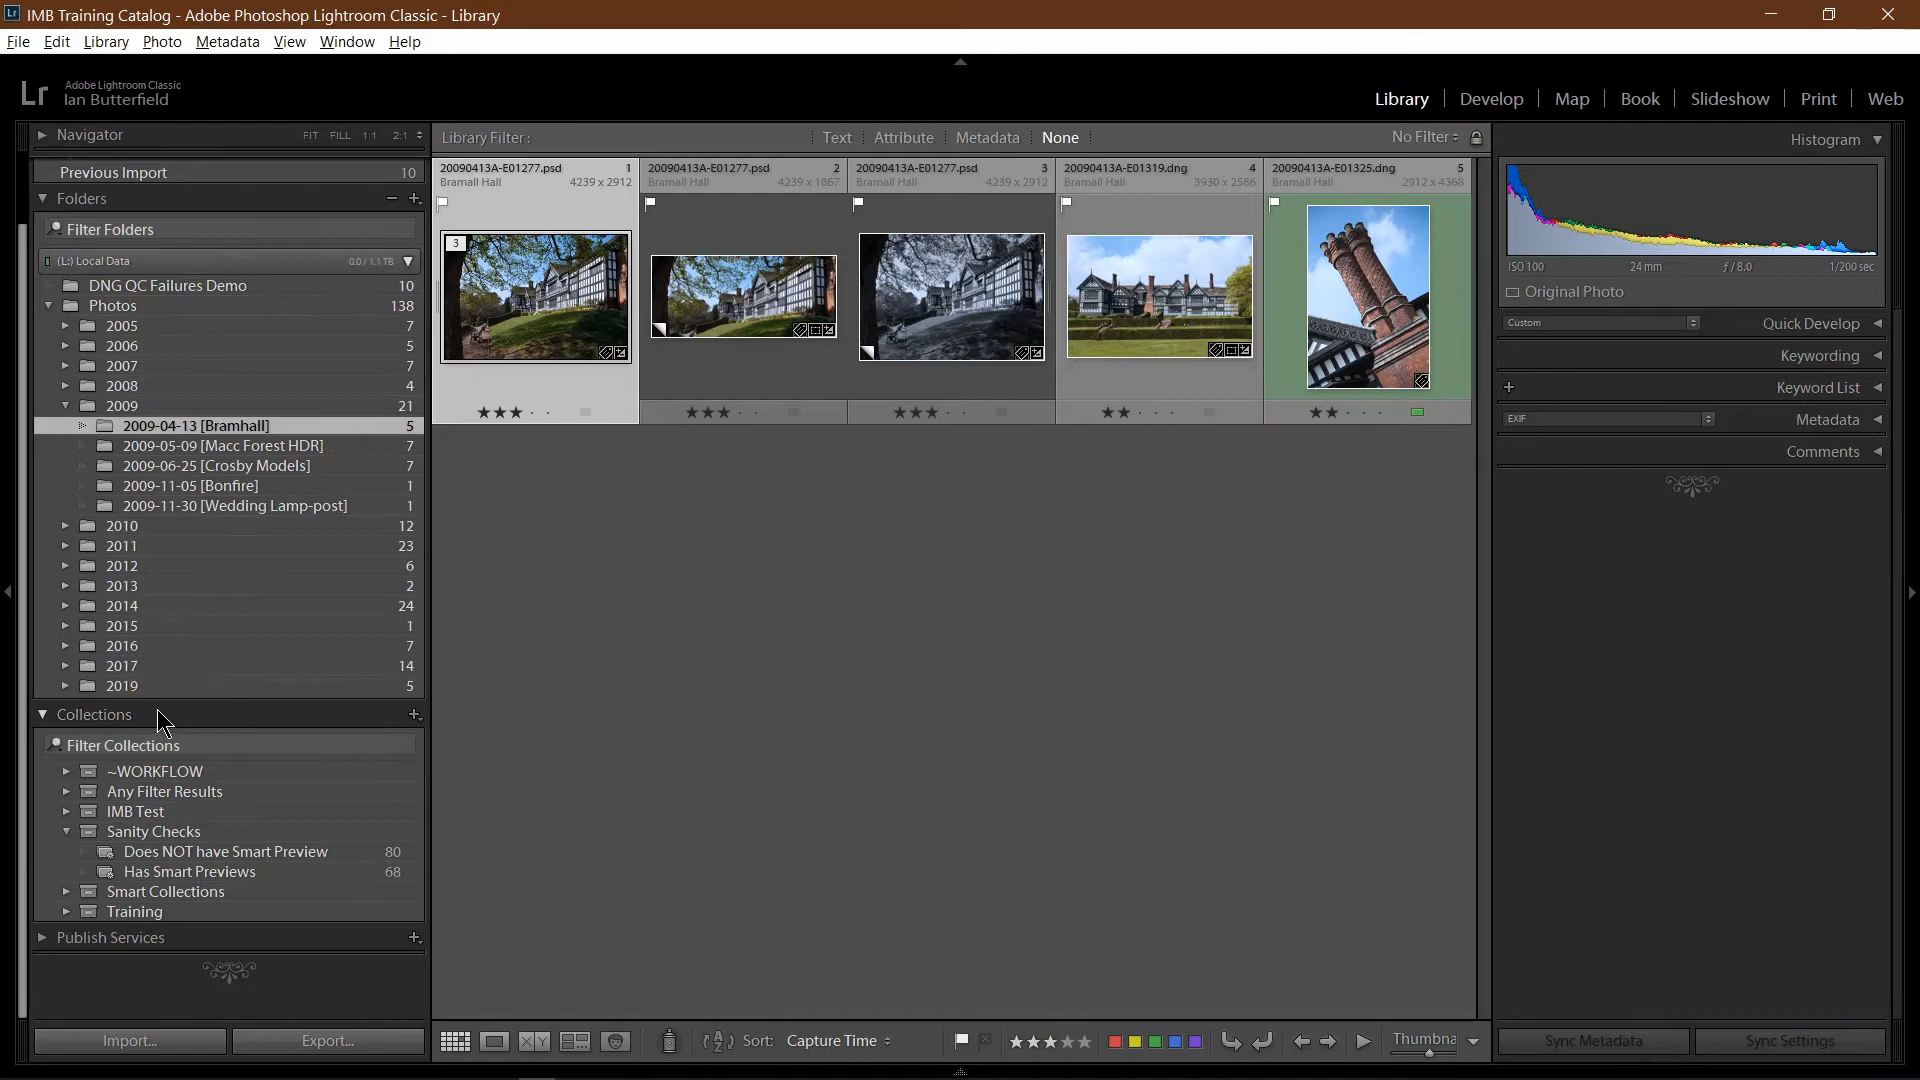 Lr IMB Training Catalog - Adobe Photoshop Lightroom Classic - Library
File Edit Library Photo Metadata View Window Help
Lr Adobe Lightroom Classic
Ian Butterfield
Library | Develop | Map | Book | Slideshow | Print | Web
Navigator FIT FILL 1:1 2:1
Previous Import 10
Folders
Filter Folders
(L:) Local Data 0.0 / 1.1 TB
DNG QC Failures Demo 10
Photos 138
2005 7
2006 5
2007 7
2008 4
2009 21
2009-04-13 [Bramhall] 5
2009-05-09 [Macc Forest HDR] 7
2009-06-25 [Crosby Models] 7
2009-11-05 [Bonfire] 1
2009-11-30 [Wedding Lamp-post] 1
2010 12
2011 23
2012 6
2013 2
2014 24
2015 1
2016 7
2017 14
2019 5
Collections
Filter Collections
~WORKFLOW
Any Filter Results
IMB Test
Sanity Checks
Does NOT have Smart Preview 80
Has Smart Previews 68
Smart Collections
Training
Publish Services
Import... Export...
Library Filter : Text Attribute Metadata None No Filter
20090413A-E01277.psd 1
Bramall Hall 4239 x 2912
3
20090413A-E01277.psd 2
Bramall Hall 4239 x 1867
20090413A-E01277.psd 3
Bramall Hall 4239 x 2912
20090413A-E01319.dng 4
Bramall Hall 3930 x 2586
20090413A-E01325.dng 5
Bramall Hall 2912 x 4368
X Y Sort: Capture Time Thumbna
Histogram
ISO 100 24 mm ƒ / 8.0 1/200 sec
Original Photo
Custom Quick Develop
Keywording
Keyword List
EXIF Metadata
Comments
Sync Metadata Sync Settings